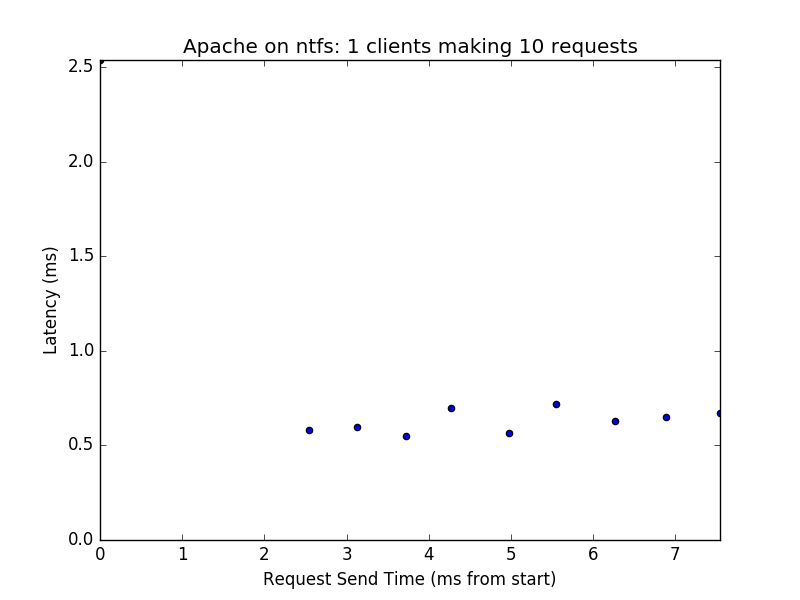 Apache on ntfs: 1 clients making 10 requests
2.5
2.0
1.5
1.0
0.5
0.0
Latency (ms)
0 1 2 3 4 5 6 7
Request Send Time (ms from start)